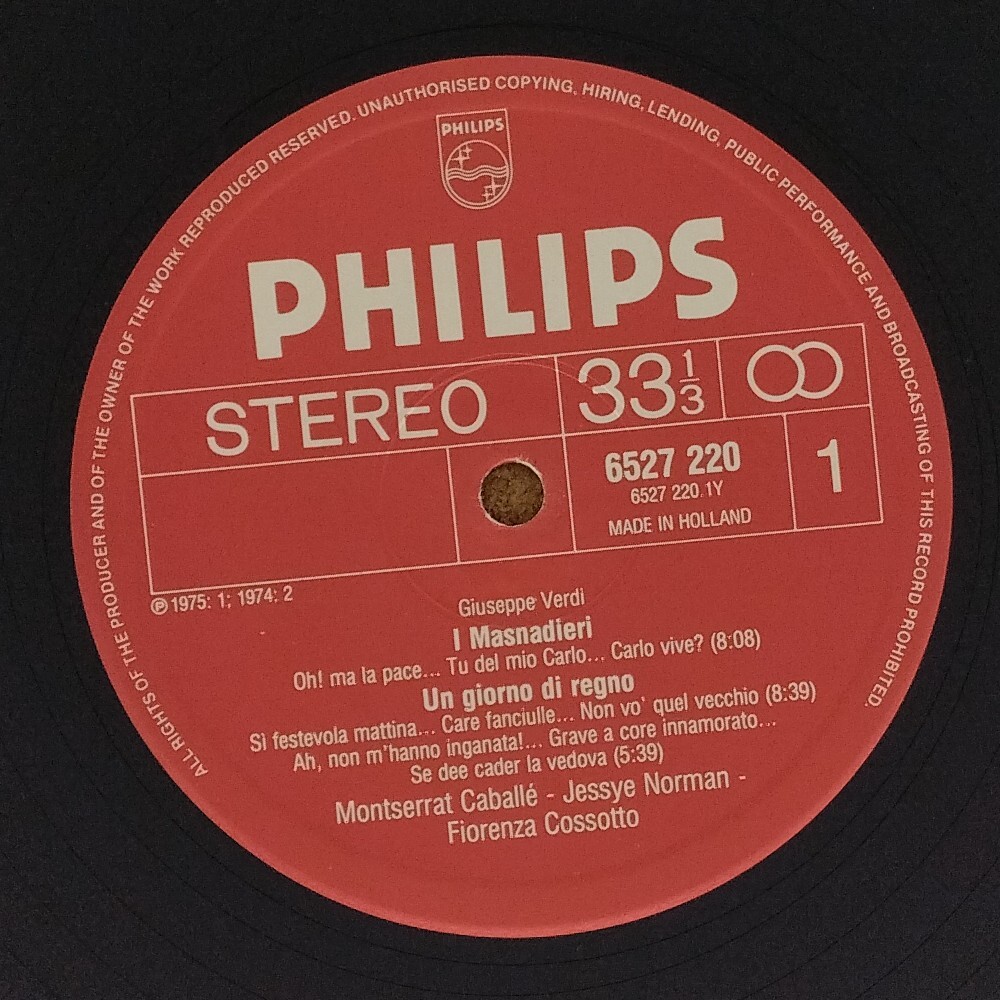 ALL RIGHTS OF THE PRODUCER AND OF THE OWNER OF THE WORK REPRODUCED RESERVED. UNAUTHORISED COPYING, HIRING, LENDING, PUBLIC PERFORMANCE AND BROADCASTING OF THIS RECORD PROHIBITED.
PHILIPS
PHILIPS
STEREO 33 1/3
6527 220 1
6527 220.1Y
MADE IN HOLLAND
℗ 1975: 1; 1974: 2
Giuseppe Verdi
I Masnadieri
Oh! ma la pace... Tu del mio Carlo... Carlo vive? (8:08)
Un giorno di regno
Sì festevola mattina... Care fanciulle... Non vo' quel vecchio (8:39)
Ah, non m'hanno inganata!... Grave a core innamorato...
Se dee cader la vedova (5:39)
Montserrat Caballé - Jessye Norman -
Fiorenza Cossotto